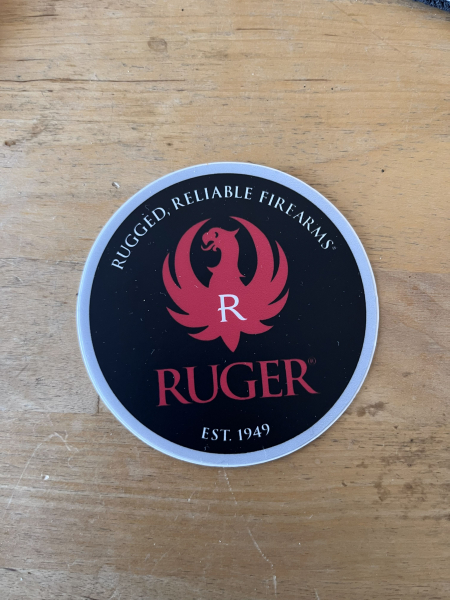 RUGGED, RELIABLE FIREARMS®
R
RUGER®
EST. 1949